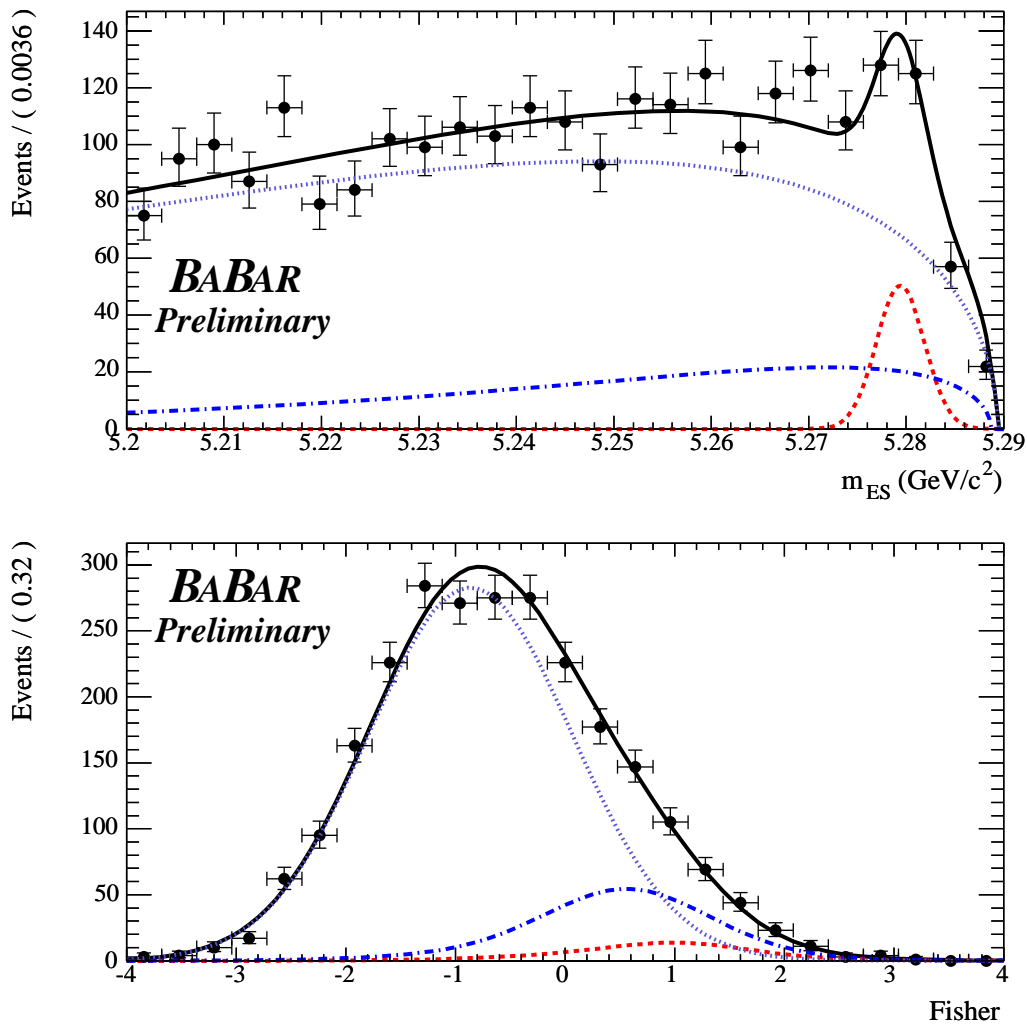 Events / ( 0.0036 )
140
120
100
80
60
40
20
0
BABAR
Preliminary
5.2 5.21 5.22 5.23 5.24 5.25 5.26 5.27 5.28 5.29
m_ES (GeV/c²)
Events / ( 0.32 )
300
250
200
150
100
50
0
BABAR
Preliminary
-4 -3 -2 -1 0 1 2 3 4
Fisher